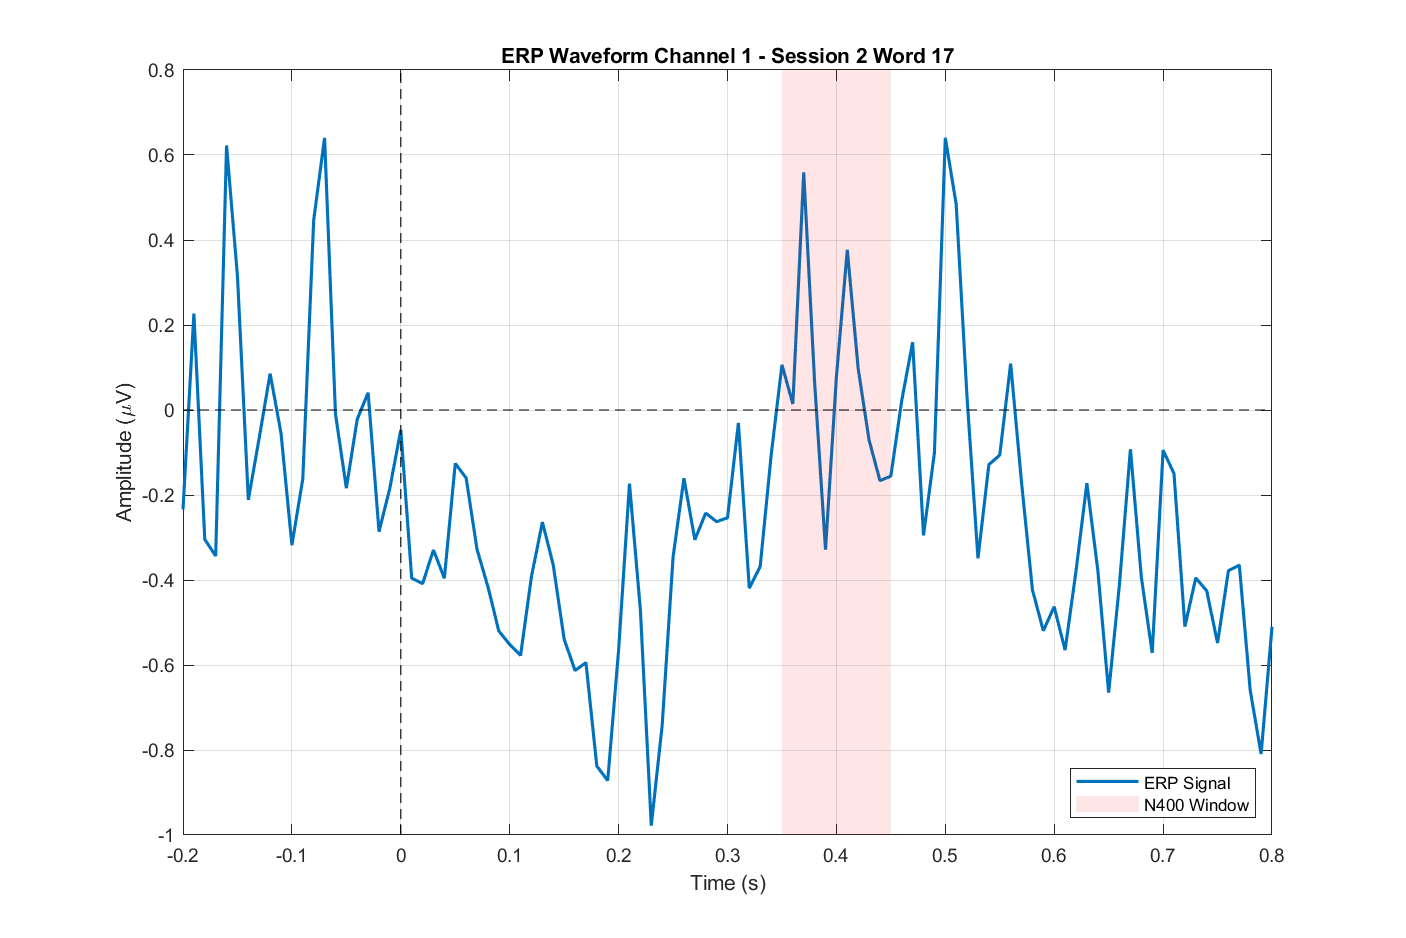 ERP Waveform Channel 1 - Session 2 Word 17
0.8
0.6
0.4
0.2
0
-0.2
-0.4
-0.6
-0.8
-1
Amplitude (μV)
-0.2 -0.1 0 0.1 0.2 0.3 0.4 0.5 0.6 0.7 0.8
Time (s)
ERP Signal
N400 Window